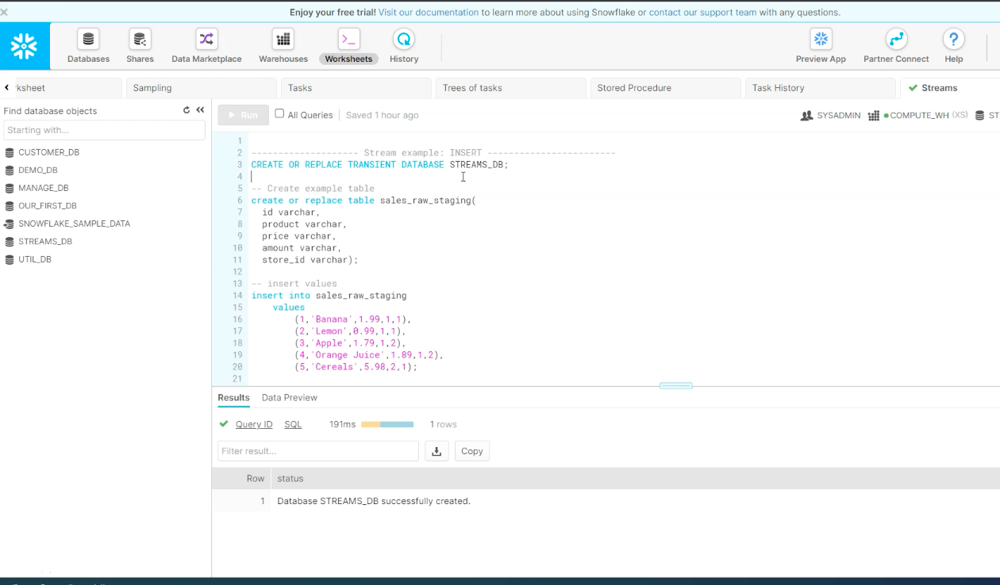 Enjoy your free trial! Visit our documentation to learn more about using Snowflake or contact our support team with any questions.
Databases Shares Data Marketplace Warehouses Worksheets History Preview App Partner Connect Help
ksheet Sampling Tasks Trees of tasks Stored Procedure Task History Streams
Find database objects
Starting with...
CUSTOMER_DB
DEMO_DB
MANAGE_DB
OUR_FIRST_DB
SNOWFLAKE_SAMPLE_DATA
STREAMS_DB
UTIL_DB
Run All Queries Saved 1 hour ago SYSADMIN COMPUTE_WH (XS) ST
1
2 -------------------- Stream example: INSERT ------------------------
3 CREATE OR REPLACE TRANSIENT DATABASE STREAMS_DB;
4
5 -- Create example table
6 create or replace table sales_raw_staging(
7 id varchar,
8 product varchar,
9 price varchar,
10 amount varchar,
11 store_id varchar);
12
13 -- insert values
14 insert into sales_raw_staging
15 values
16 (1,'Banana',1.99,1,1),
17 (2,'Lemon',0.99,1,1),
18 (3,'Apple',1.79,1,2),
19 (4,'Orange Juice',1.89,1,2),
20 (5,'Cereals',5.98,2,1);
21
Results Data Preview
Query ID SQL 191ms 1 rows
Filter result...
Copy
Row status
1 Database STREAMS_DB successfully created.